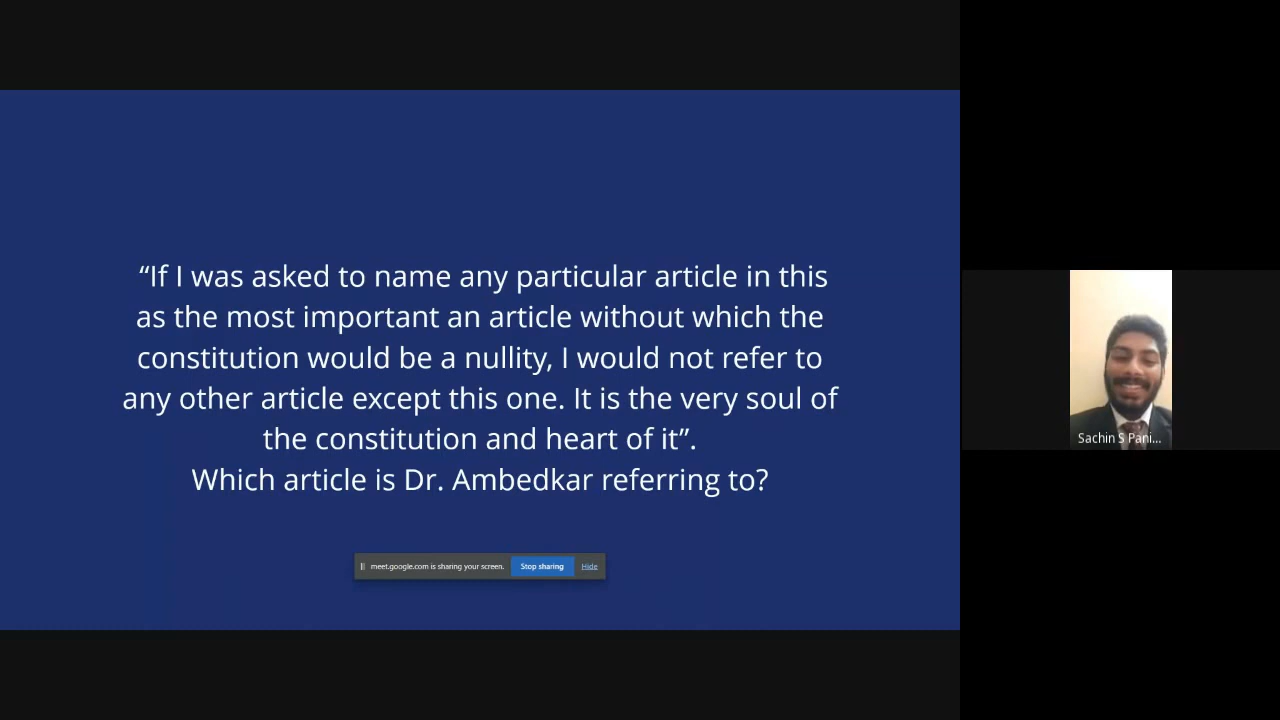 “If I was asked to name any particular article in this
as the most important an article without which the
constitution would be a nullity, I would not refer to
any other article except this one. It is the very soul of
the constitution and heart of it”.
Which article is Dr. Ambedkar referring to?
meet.google.com is sharing your screen. Stop sharing Hide
Sachin S Pani...